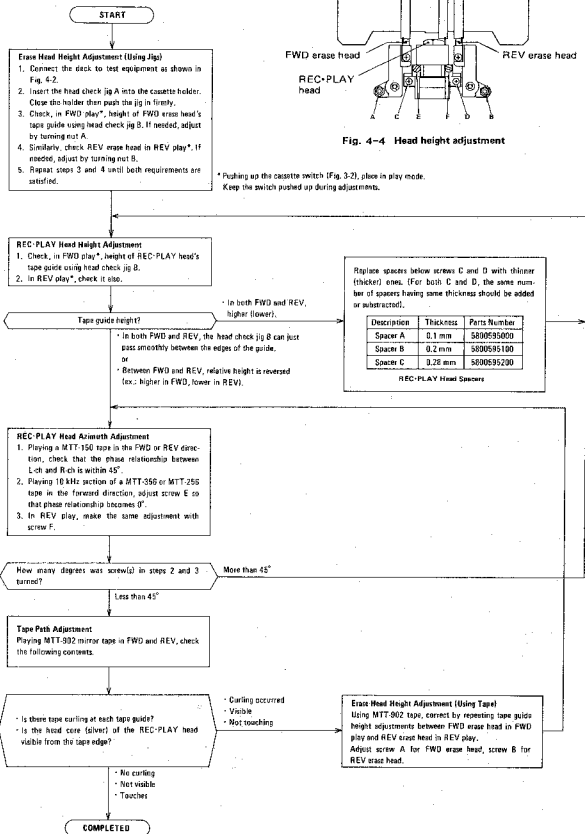 START
FWD erase head
REV erase head
REC•PLAY
head
A C E F D B
Fig. 4-4 Head height adjustment
Erase Head Height Adjustment (Using Jigs)
1. Connect the deck to test equipment as shown in
Fig. 4-2.
2. Insert the head check jig A into the cassette holder.
Close the holder then push the jig in firmly.
3. Check, in FWD play*, height of FWD erase head's
tape guide using head check jig B. If needed, adjust
by turning nut A.
4. Similarly, check REV erase head in REV play*. If
needed, adjust by turning nut B.
5. Repeat steps 3 and 4 until both requirements are
satisfied.
* Pushing up the cassette switch (Fig. 3-2), place in play mode.
Keep the switch pushed up during adjustments.
REC•PLAY Head Height Adjustment
1. Check, in FWD play*, height of REC•PLAY head's
tape guide using head check jig B.
2. In REV play*, check it also.
Tape guide height?
• In both FWD and REV,
higher (lower).
Replace spacers below screws C and D with thinner
(thicker) ones. (For both C and D, the same num-
ber of spacers having same thickness should be added
or substracted).
Description Thickness Parts Number
Spacer A 0.1 mm 5800595000
Spacer B 0.2 mm 5800595100
Spacer C 0.28 mm 5800595200
REC•PLAY Head Spacers
• In both FWD and REV, the head check jig B can just
pass smoothly between the edges of the guide.
or
• Between FWD and REV, relative height is reversed
(ex.: higher in FWD, lower in REV).
REC•PLAY Head Azimuth Adjustment
1. Playing a MTT-150 tape in the FWD or REV direc-
tion, check that the phase relationship between
L-ch and R-ch is within 45°.
2. Playing 10 kHz section of a MTT-356 or MTT-256
tape in the forward direction, adjust screw E so
that phase relationship becomes 0°.
3. In REV play, make the same adjustment with
screw F.
How many degrees was screw(s) in steps 2 and 3
turned?
More than 45°
Less than 45°
Tape Path Adjustment
Playing MTT-902 mirror tape in FWD and REV, check
the following contents.
• Is there tape curling at each tape guide?
• Is the head core (silver) of the REC•PLAY head
visible from the tape edge?
• Curling occurred
• Visible
• Not touching
Erase Head Height Adjustment (Using Tape)
Using MTT-902 tape, correct by repeating tape guide
height adjustments between FWD erase head in FWD
play and REV erase head in REV play.
Adjust screw A for FWD erase head, screw B for
REV erase head.
• No curling
• Not visible
• Touches
COMPLETED